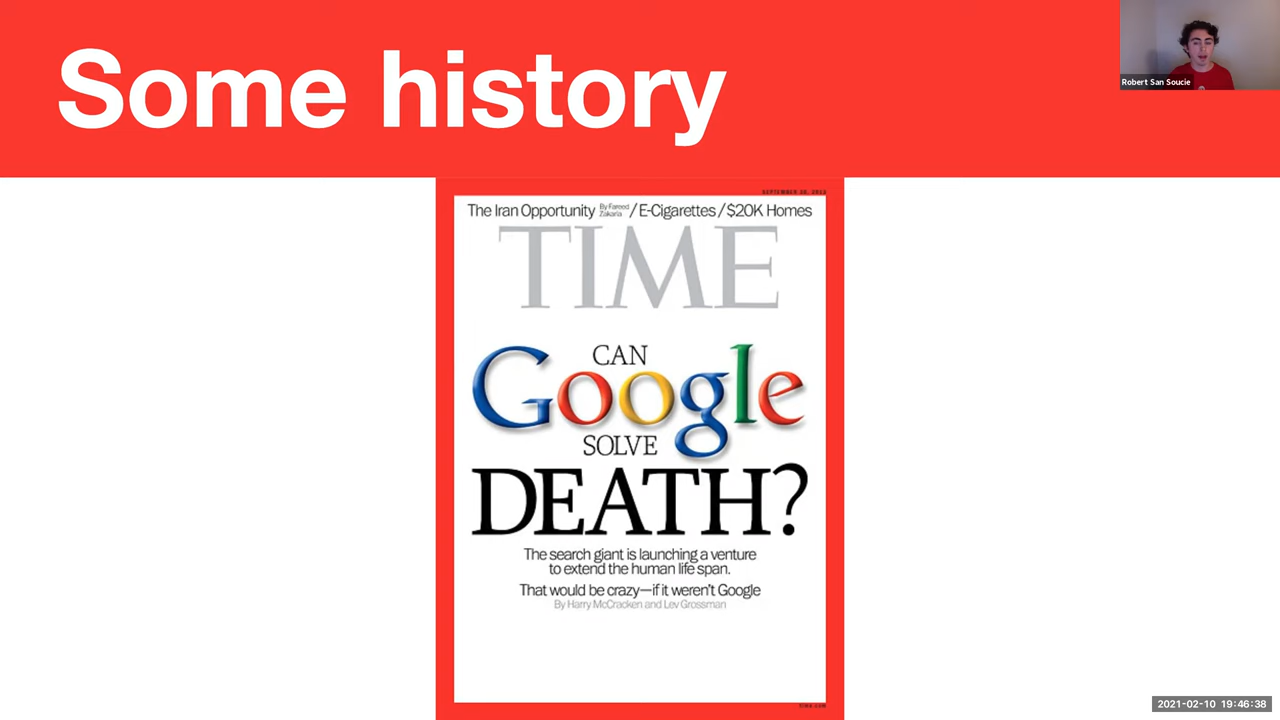 Some history
Robert San Soucie
SEPTEMBER 30, 2013
The Iran Opportunity By Fareed Zakaria / E-Cigarettes / $20K Homes
TIME
CAN
Google
SOLVE
DEATH?
The search giant is launching a venture
to extend the human life span.
That would be crazy—if it weren't Google
By Harry McCracken and Lev Grossman
TIME.COM
2021-02-10 19:46:38